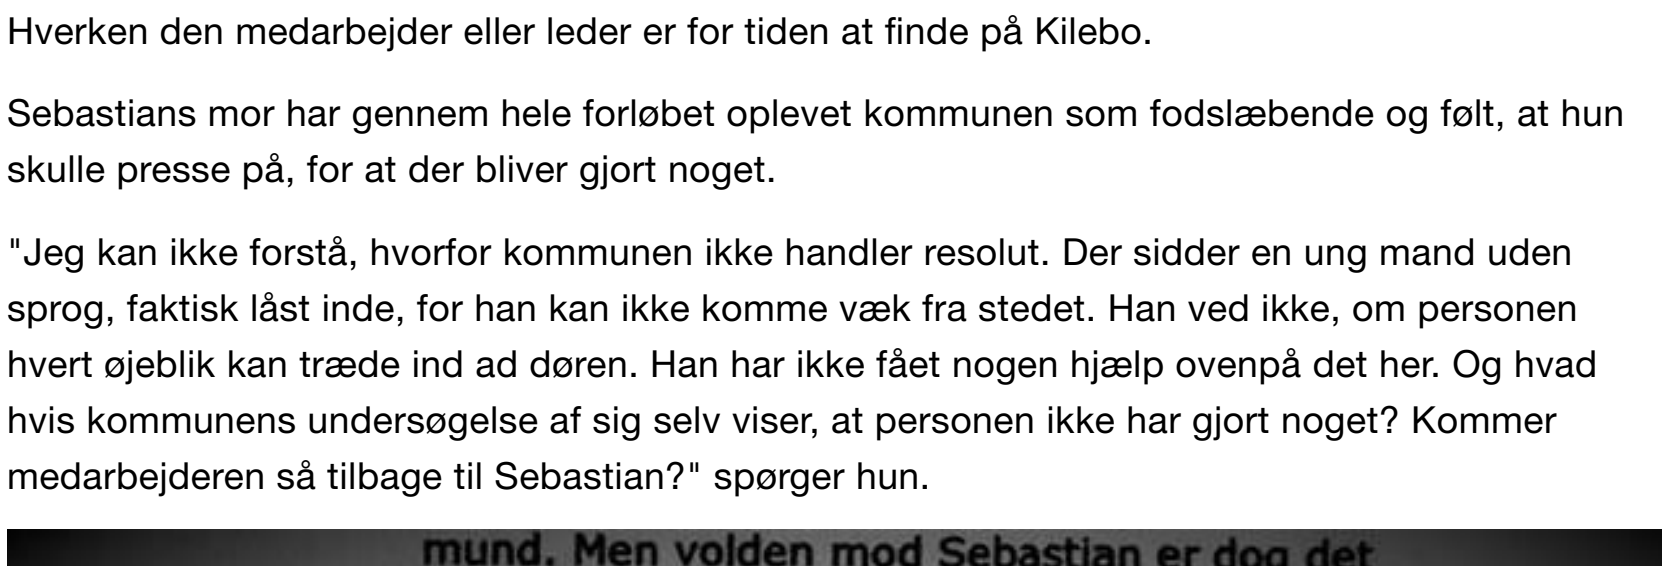 Hverken den medarbejder eller leder er for tiden at finde på Kilebo.
Sebastians mor har gennem hele forløbet oplevet kommunen som fodslæbende og følt, at hun
skulle presse på, for at der bliver gjort noget.
"Jeg kan ikke forstå, hvorfor kommunen ikke handler resolut. Der sidder en ung mand uden
sprog, faktisk låst inde, for han kan ikke komme væk fra stedet. Han ved ikke, om personen
hvert øjeblik kan træde ind ad døren. Han har ikke fået nogen hjælp ovenpå det her. Og hvad
hvis kommunens undersøgelse af sig selv viser, at personen ikke har gjort noget? Kommer
medarbejderen så tilbage til Sebastian?" spørger hun.
mund. Men volden mod Sebastian er dog det